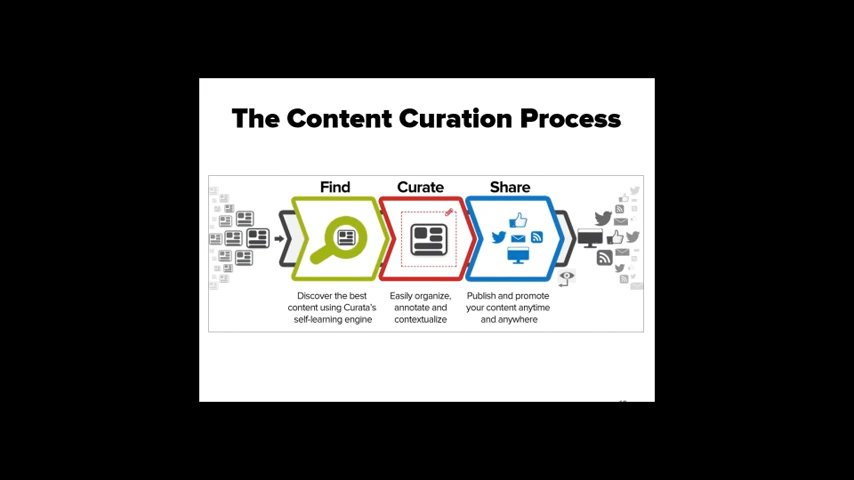 The Content Curation Process
Find
Curate
Share
Discover the best
content using Curata's
self-learning engine
Easily organize,
annotate and
contextualize
Publish and promote
your content anytime
and anywhere